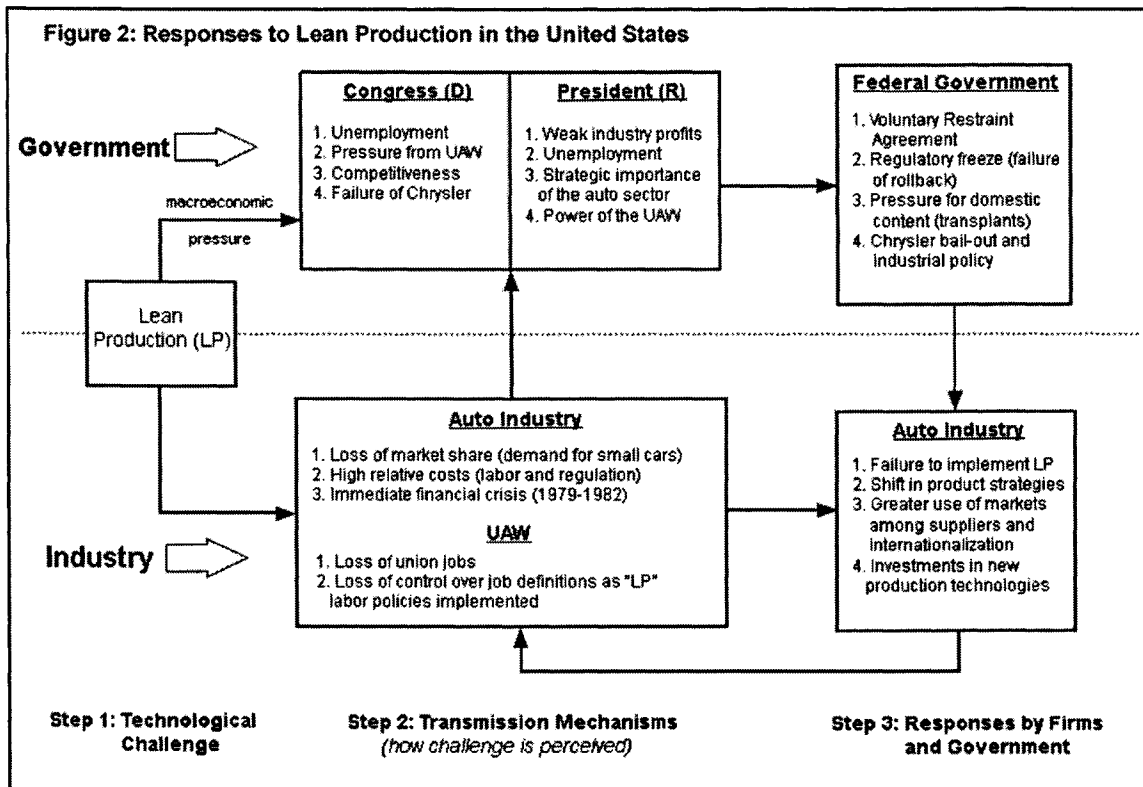 Figure 2: Responses to Lean Production in the United States
Government
macroeconomic
pressure
Lean
Production (LP)
Industry
Congress (D)
1. Unemployment
2. Pressure from UAW
3. Competitiveness
4. Failure of Chrysler
President (R)
1. Weak industry profits
2. Unemployment
3. Strategic importance
of the auto sector
4. Power of the UAW
Federal Government
1. Voluntary Restraint
Agreement
2. Regulatory freeze (failure
of rollback)
3. Pressure for domestic
content (transplants)
4. Chrysler bail-out and
industrial policy
Auto Industry
1. Loss of market share (demand for small cars)
2. High relative costs (labor and regulation)
3. Immediate financial crisis (1979-1982)
UAW
1. Loss of union jobs
2. Loss of control over job definitions as "LP"
labor policies implemented
Auto Industry
1. Failure to implement LP
2. Shift in product strategies
3. Greater use of markets
among suppliers and
internationalization
4. Investments in new
production technologies
Step 1: Technological
Challenge
Step 2: Transmission Mechanisms
(how challenge is perceived)
Step 3: Responses by Firms
and Government